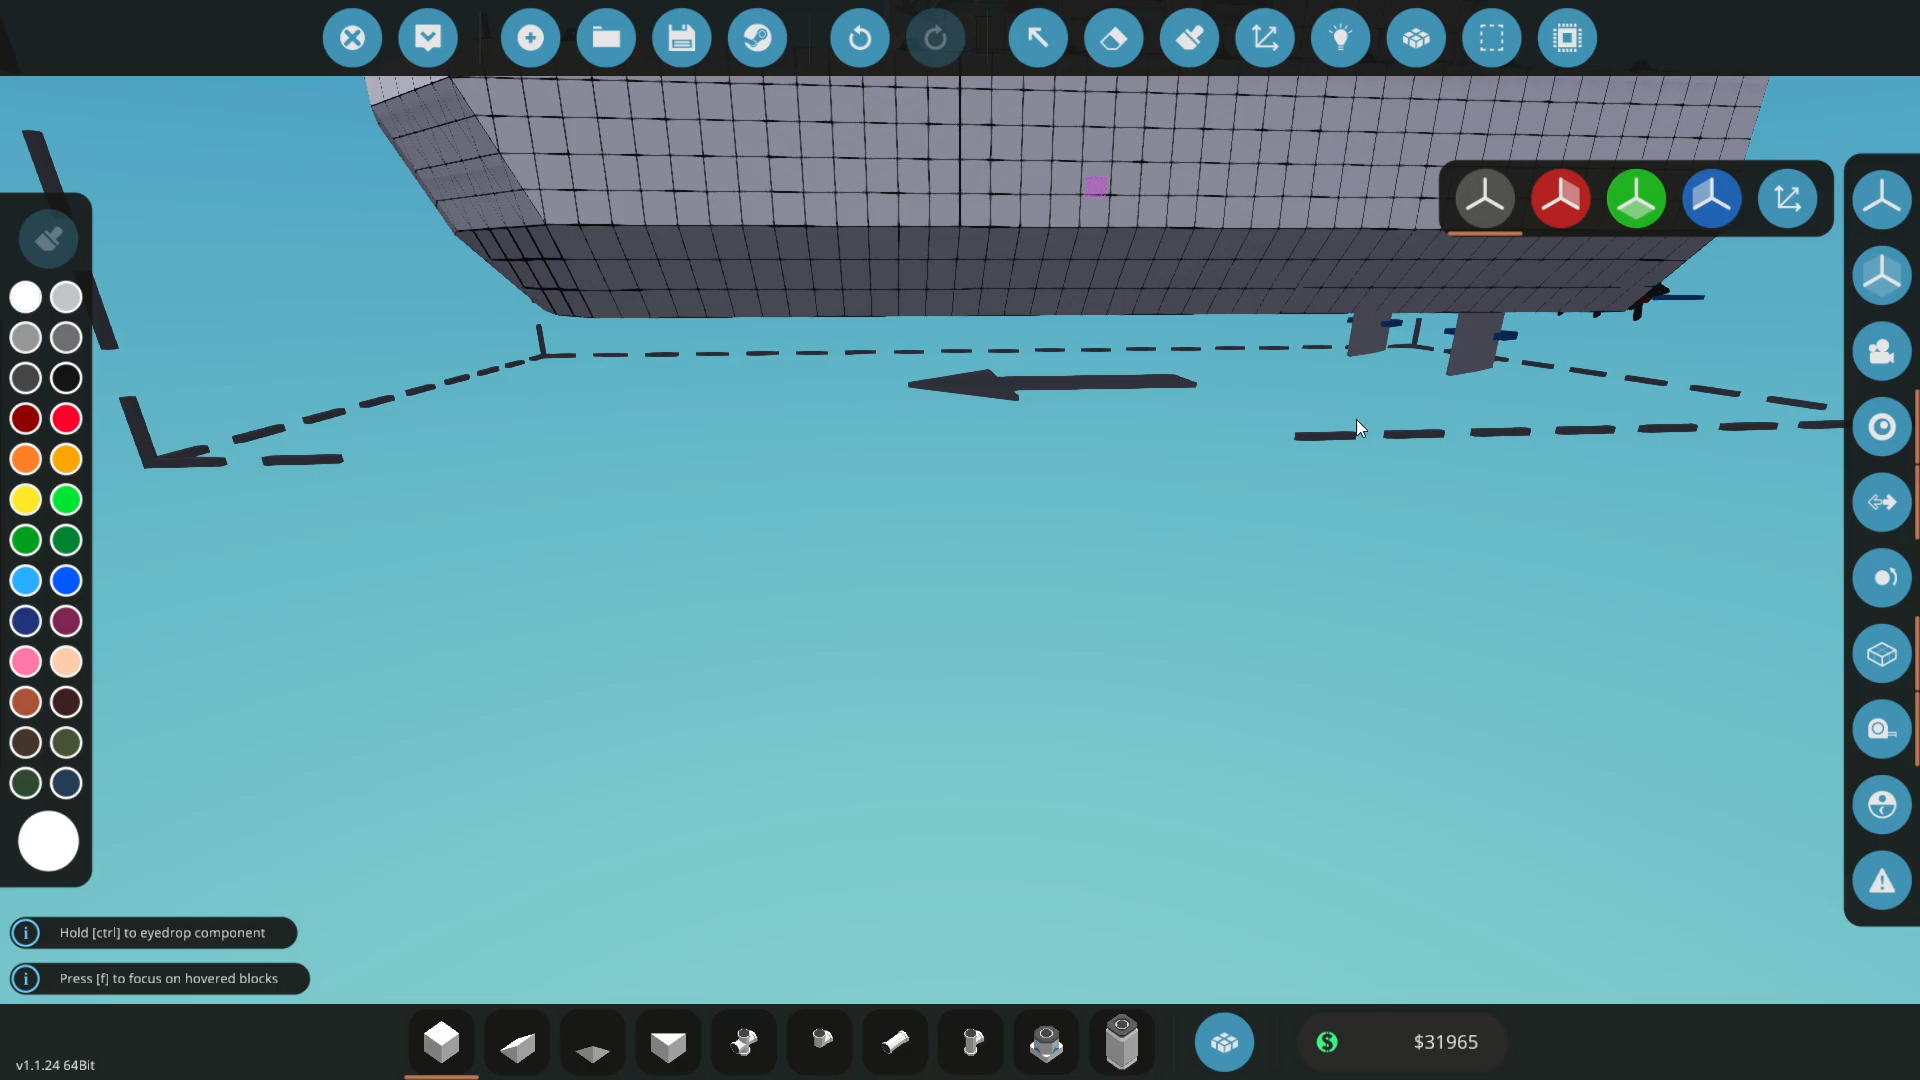 Hold [ctrl] to eyedrop component
Press [f] to focus on hovered blocks
v1.1.24 64Bit
$31965